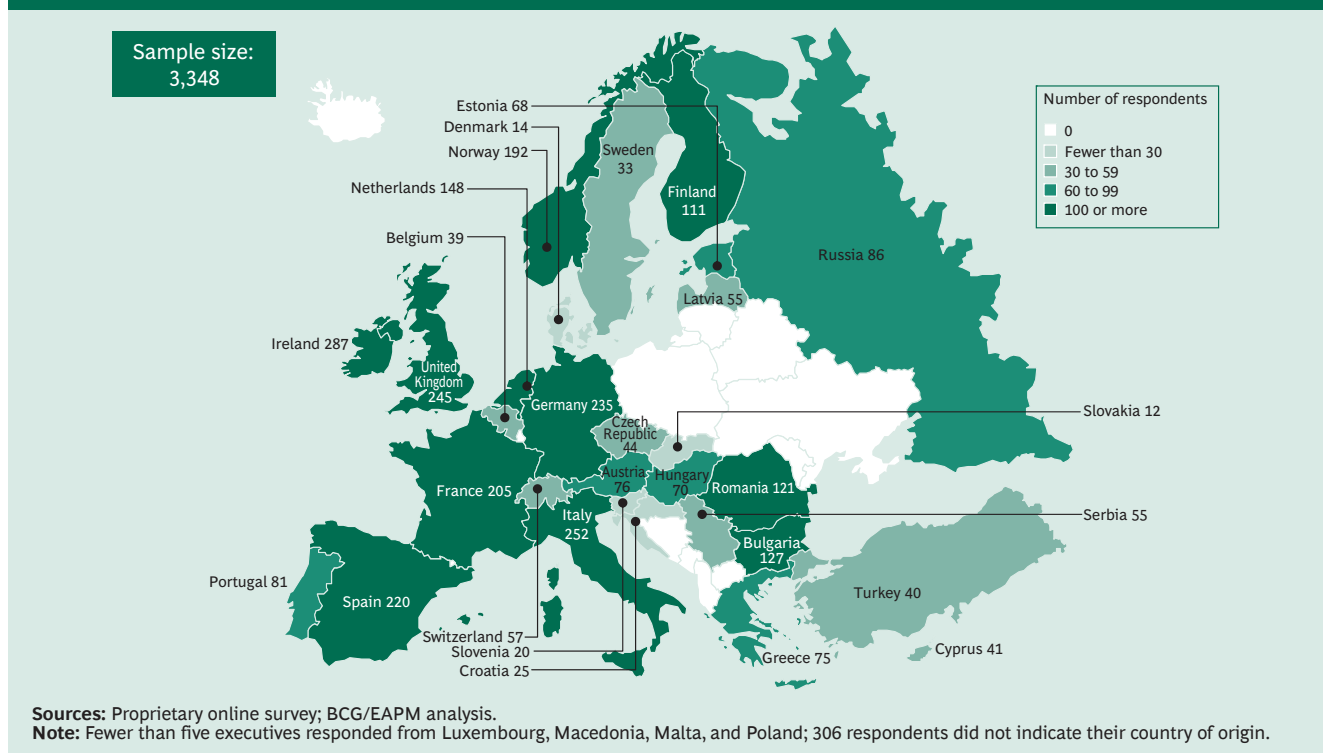 Sample size:
3,348
Number of respondents
0
Fewer than 30
30 to 59
60 to 99
100 or more
Estonia 68
Denmark 14
Norway 192
Netherlands 148
Belgium 39
Ireland 287
United
Kingdom
245
Sweden
33
Finland
111
Russia 86
Latvia 55
Germany 235
Czech
Republic
44
Slovakia 12
France 205
Austria
76
Hungary
70
Romania 121
Serbia 55
Italy
252
Bulgaria
127
Portugal 81
Spain 220
Turkey 40
Switzerland 57
Slovenia 20
Croatia 25
Greece 75
Cyprus 41
Sources: Proprietary online survey; BCG/EAPM analysis.
Note: Fewer than five executives responded from Luxembourg, Macedonia, Malta, and Poland; 306 respondents did not indicate their country of origin.